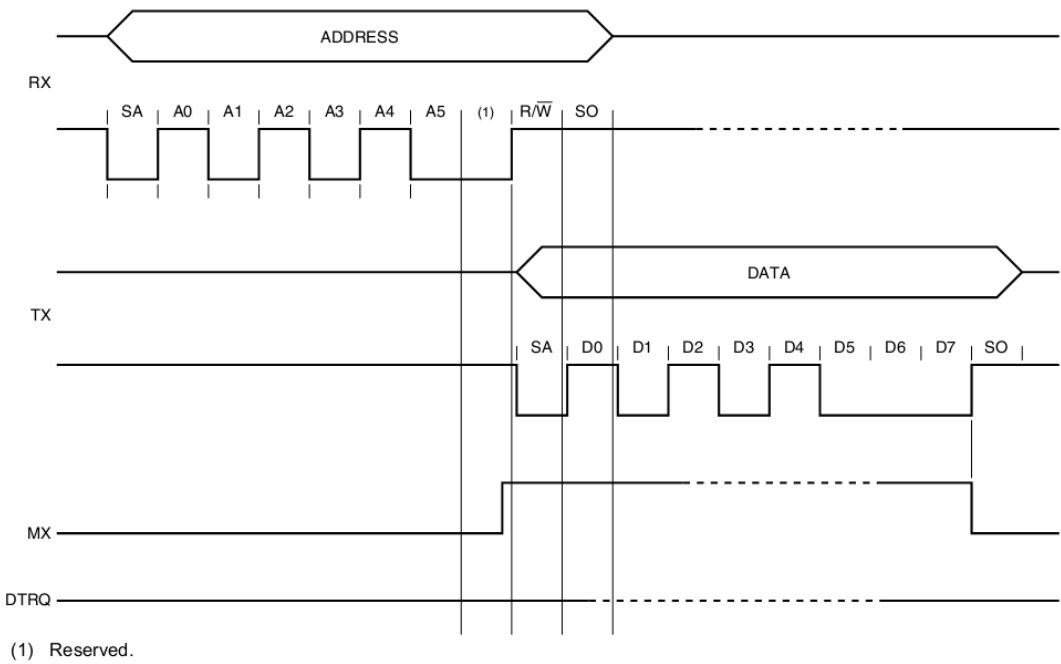 ADDRESS
RX
SA A0 A1 A2 A3 A4 A5 (1) R/W̅ SO
DATA
TX
SA D0 D1 D2 D3 D4 D5 D6 D7 SO
MX
DTRQ
(1) Reserved.